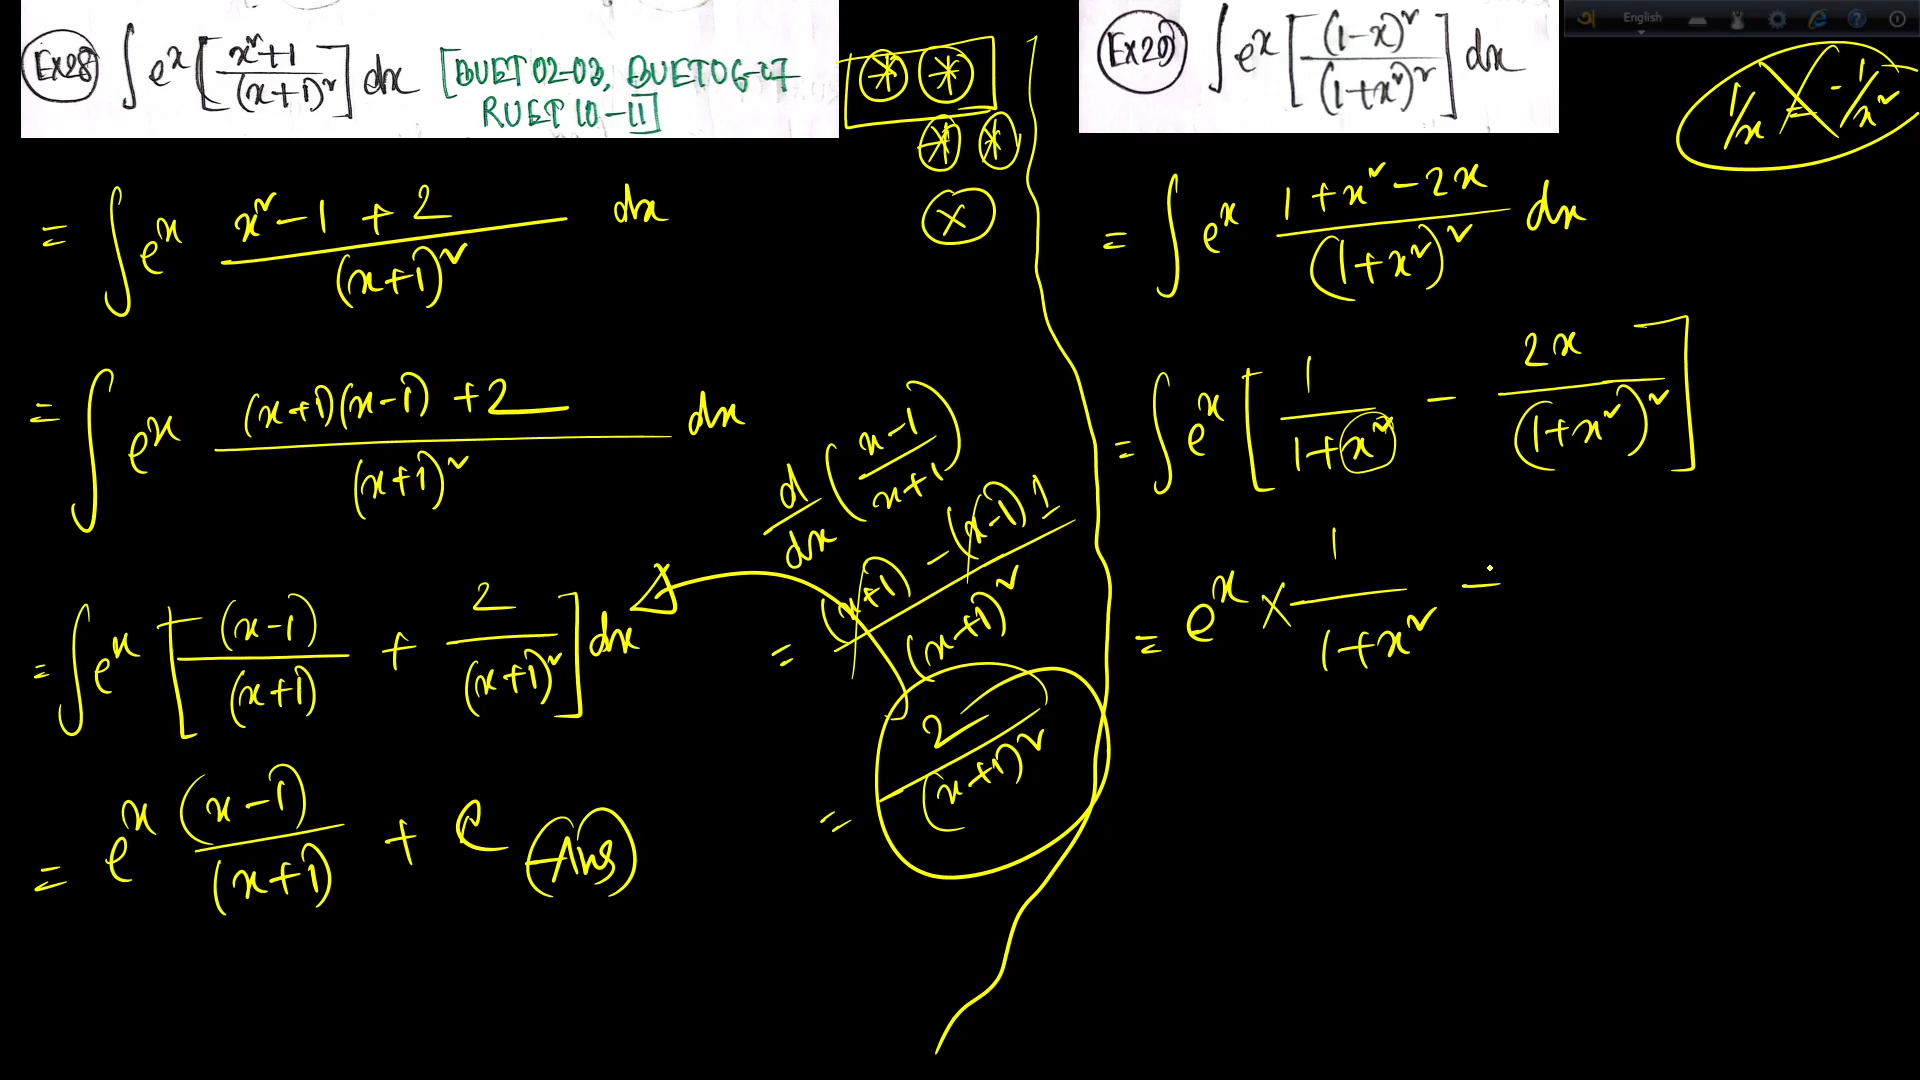 Ex28 ∫ eˣ [ (x²+1)/(x+1)² ] dx [BUET 02-03, BUET 06-07
RUET 10-11]
= ∫ eˣ (x²-1+2)/(x+1)² dx
= ∫ eˣ ((x+1)(x-1)+2)/(x+1)² dx
= ∫ eˣ [ (x-1)/(x+1) + 2/(x+1)² ] dx
= eˣ (x-1)/(x+1) + c Ans
d/dx ( (x-1)/(x+1) )
= ((x+1) - (x-1)1)/(x+1)²
= 2/(x+1)²
x
Ex29 ∫ eˣ [ (1-x)²/(1+x²)² ] dx
English
1/x = -1/x²
= ∫ eˣ (1+x²-2x)/(1+x²)² dx
= ∫ eˣ [ 1/(1+x²) - 2x/(1+x²)² ]
= eˣ × 1/(1+x²) -